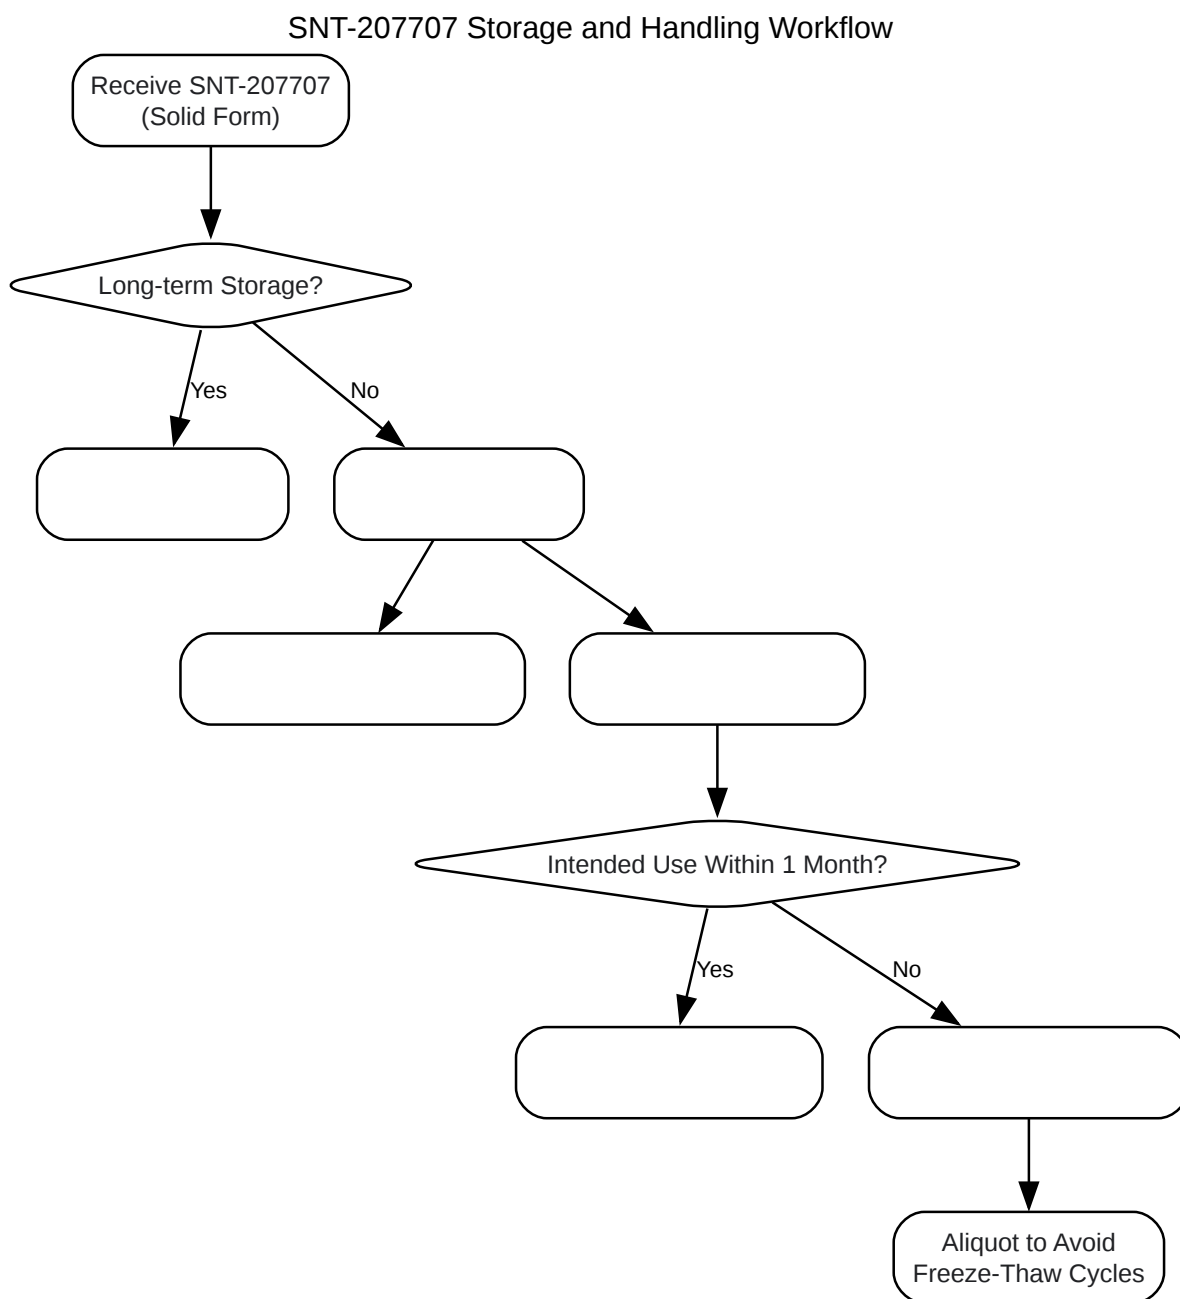 SNT-207707 Storage and Handling Workflow
Receive SNT-207707
(Solid Form)
Long-term Storage?
Yes
No
Intended Use Within 1 Month?
Yes
No
Aliquot to Avoid
Freeze-Thaw Cycles